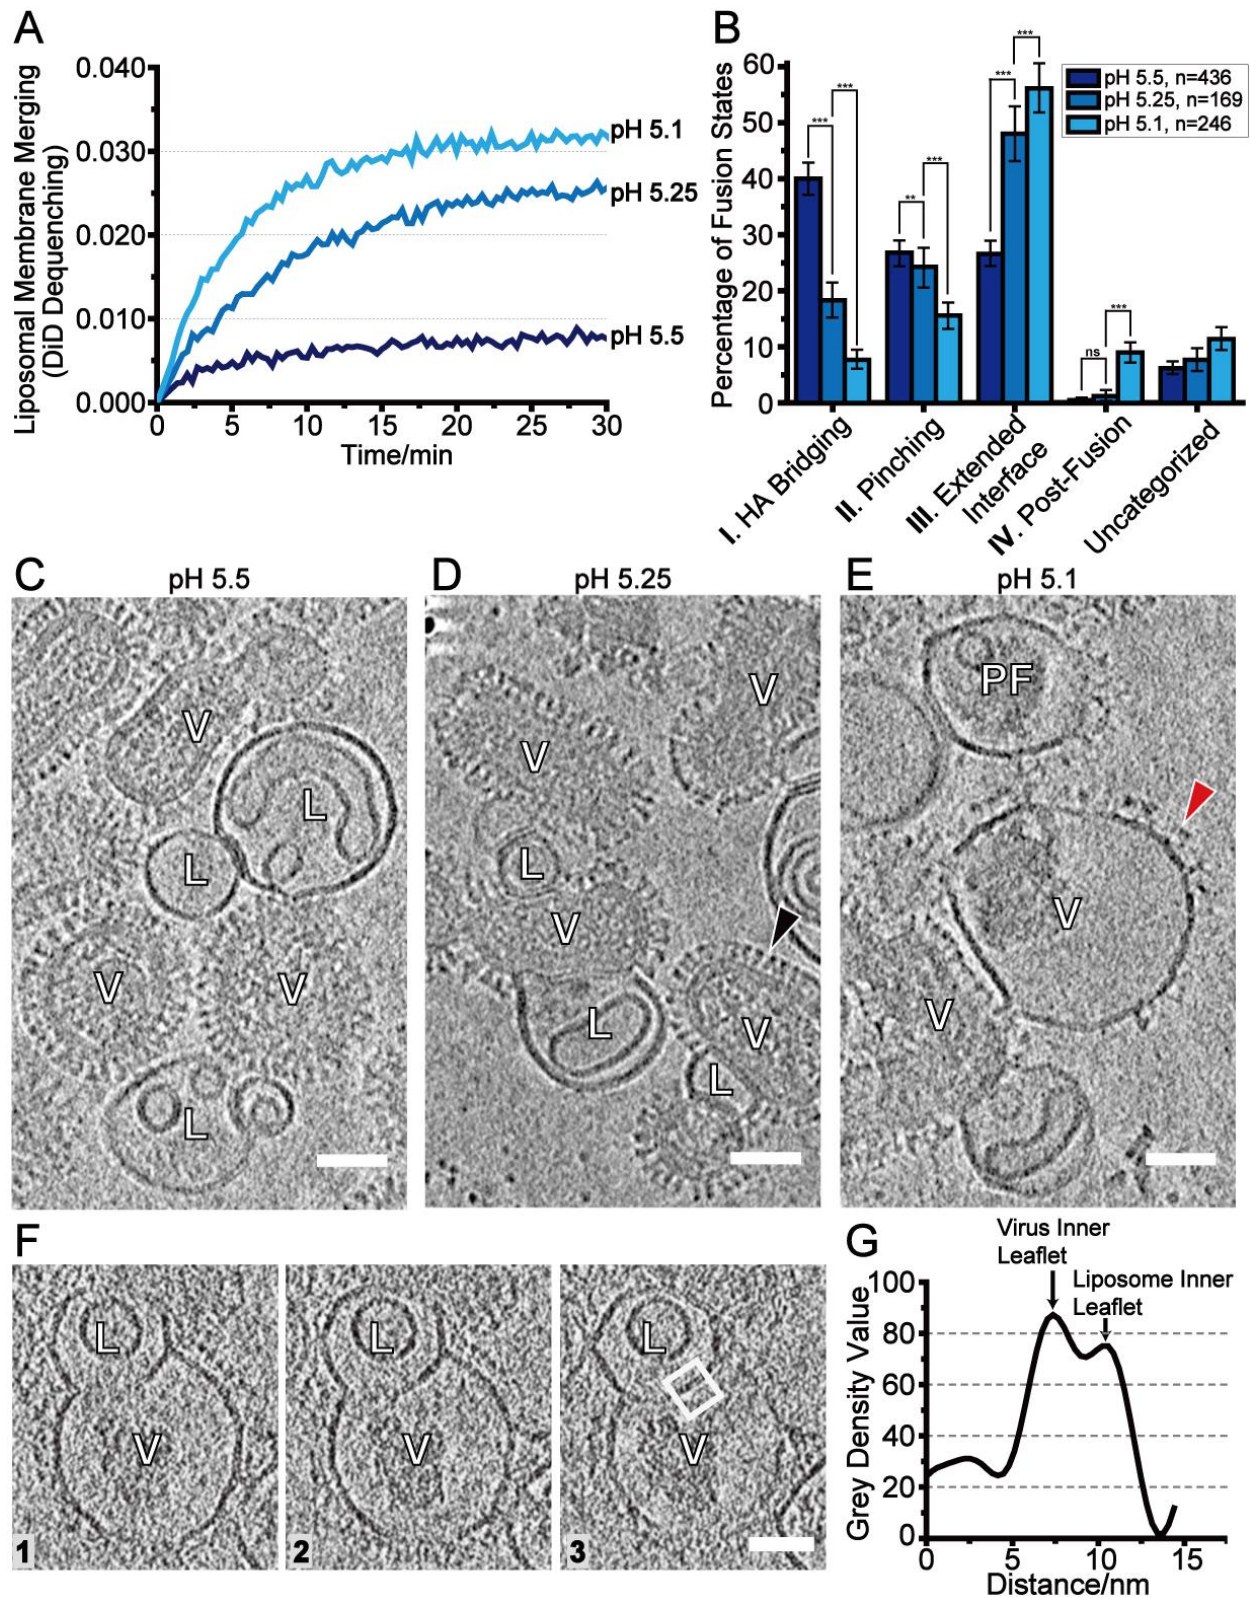 A
Liposomal Membrane Merging
(DiD Dequenching)
0.040
0.030
0.020
0.010
0.000
0
5
10
15
20
25
30
Time/min
pH 5.1
pH 5.25
pH 5.5
B
Percentage of Fusion States
60
50
40
30
20
10
0
***
***
**
***
***
***
ns
***
pH 5.5, n=436
pH 5.25, n=169
pH 5.1, n=246
I. HA Bridging
II. Pinching
III. Extended
Interface
IV. Post-Fusion
Uncategorized
C
pH 5.5
V
L
L
V
V
L
D
pH 5.25
V
V
L
V
L
V
L
E
pH 5.1
PF
V
V
F
L
V
1
L
V
2
L
V
3
G
Virus Inner
Leaflet
Liposome Inner
Leaflet
Grey Density Value
100
80
60
40
20
0
0
5
10
15
Distance/nm